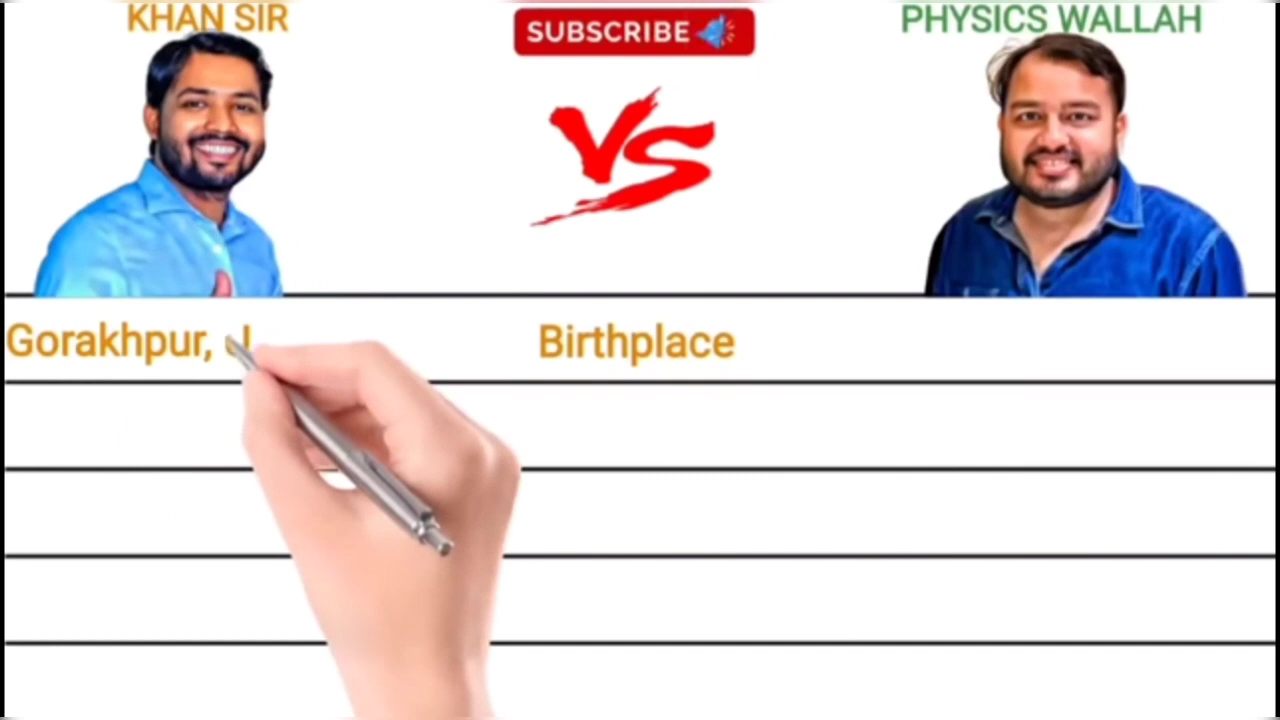 KHAN SIR
SUBSCRIBE
PHYSICS WALLAH
VS
Gorakhpur,
Birthplace